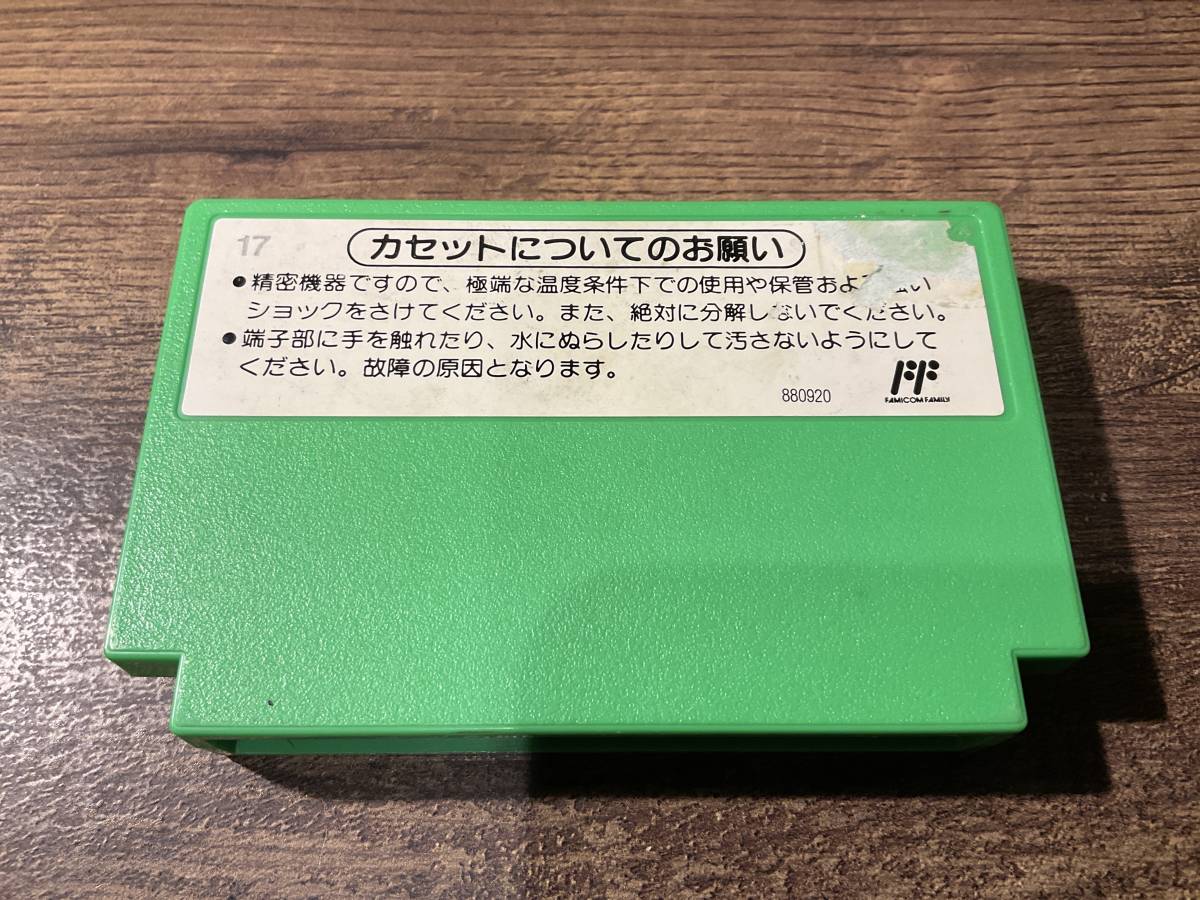 17
カセットについてのお願い
●精密機器ですので、極端な温度条件下での使用や保管およ い
ショックをさけてください。また、絶対に分解しないでください。
●端子部に手を触れたり、水にぬらしたりして汚さないようにして
ください。故障の原因となります。
880920
FAMICOM FAMILY